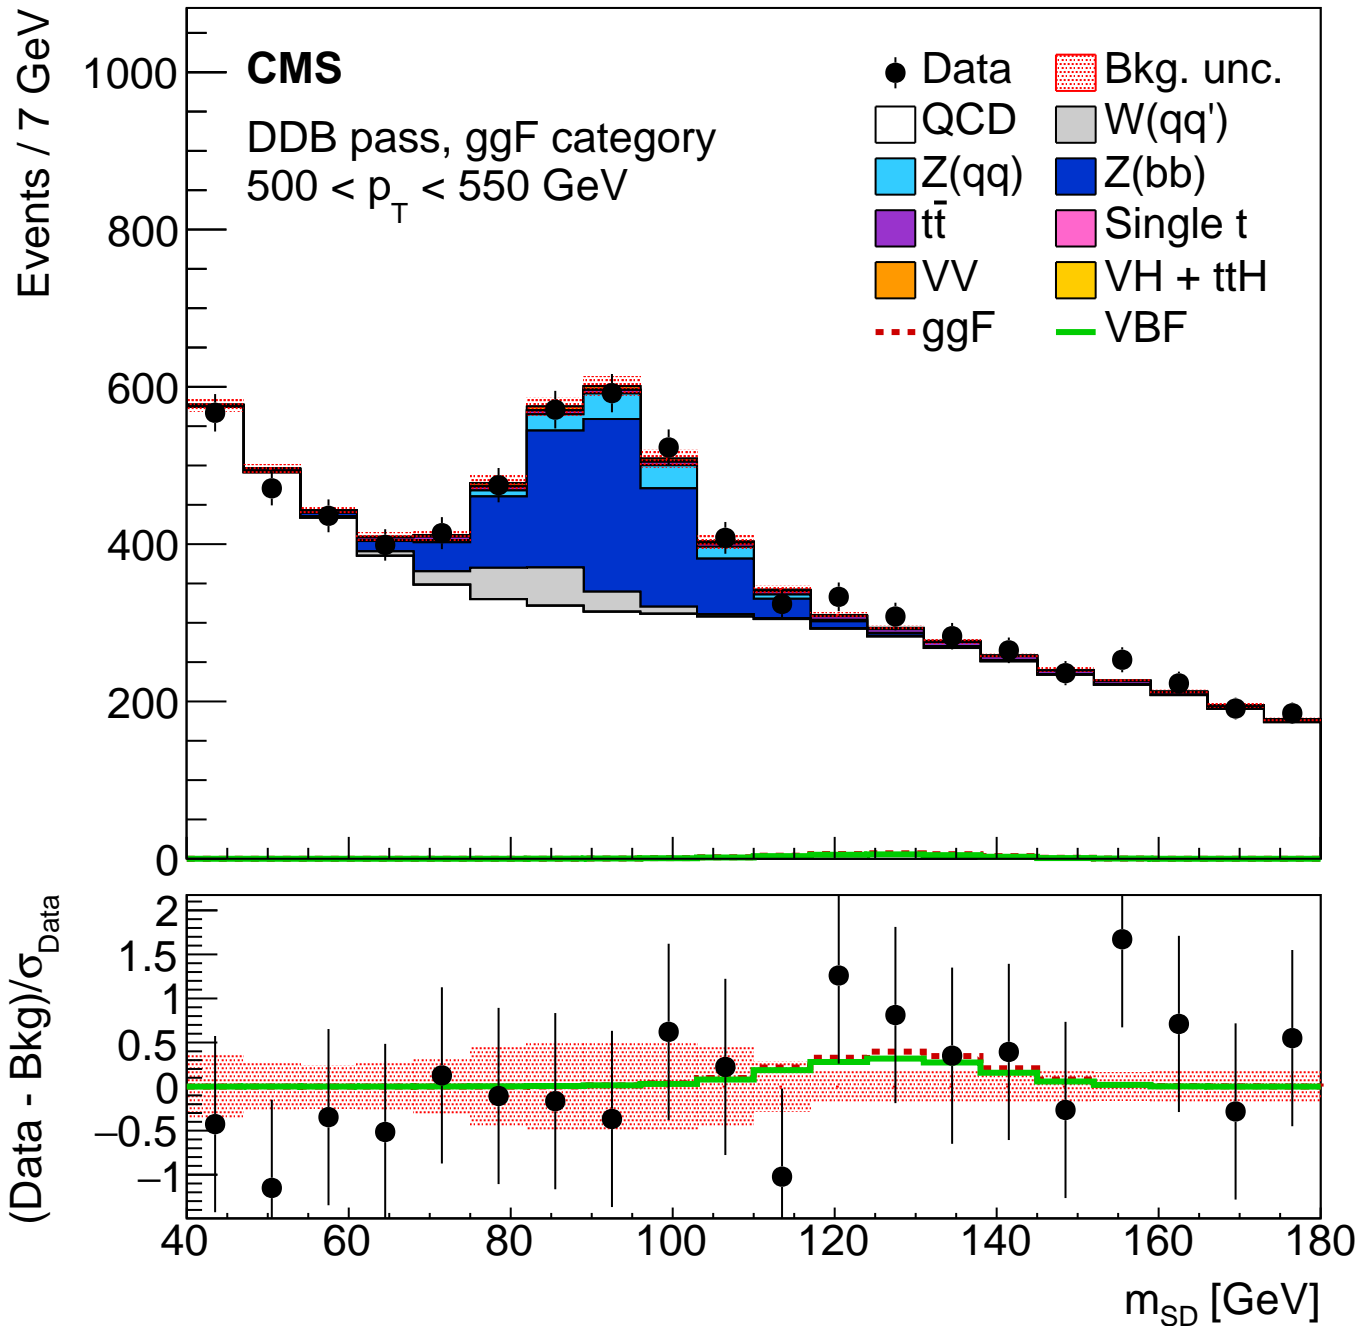 CMS
DDB pass, ggF category
500 < p_T < 550 GeV
Data
Bkg. unc.
QCD
W(qq')
Z(qq)
Z(bb)
tt̄
Single t
VV
VH + ttH
ggF
VBF
Events / 7 GeV
1000
800
600
400
200
0
(Data - Bkg)/σ_Data
2
1.5
1
0.5
0
−0.5
−1
40 60 80 100 120 140 160 180
m_SD [GeV]